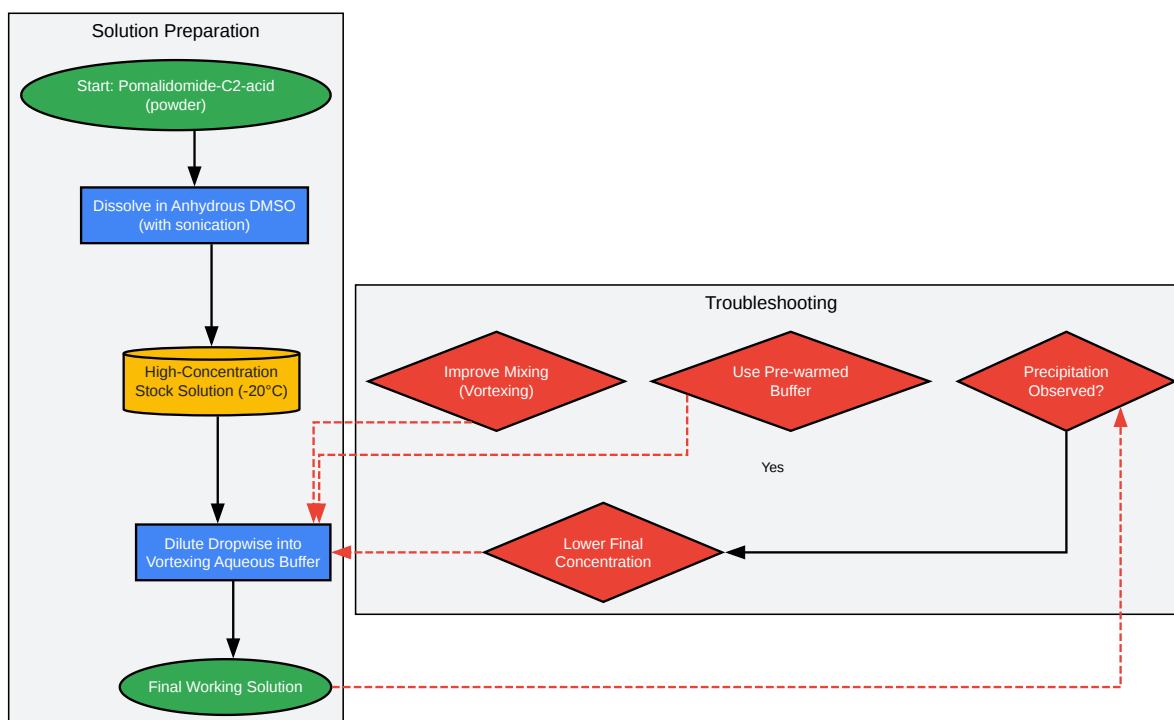 Solution Preparation
Start: Pomalidomide-C2-acid
(powder)
Dissolve in Anhydrous DMSO
(with sonication)
High-Concentration
Stock Solution (-20°C)
Dilute Dropwise into
Vortexing Aqueous Buffer
Final Working Solution
Troubleshooting
Improve Mixing
(Vortexing)
Use Pre-warmed
Buffer
Precipitation
Observed?
Yes
Lower Final
Concentration